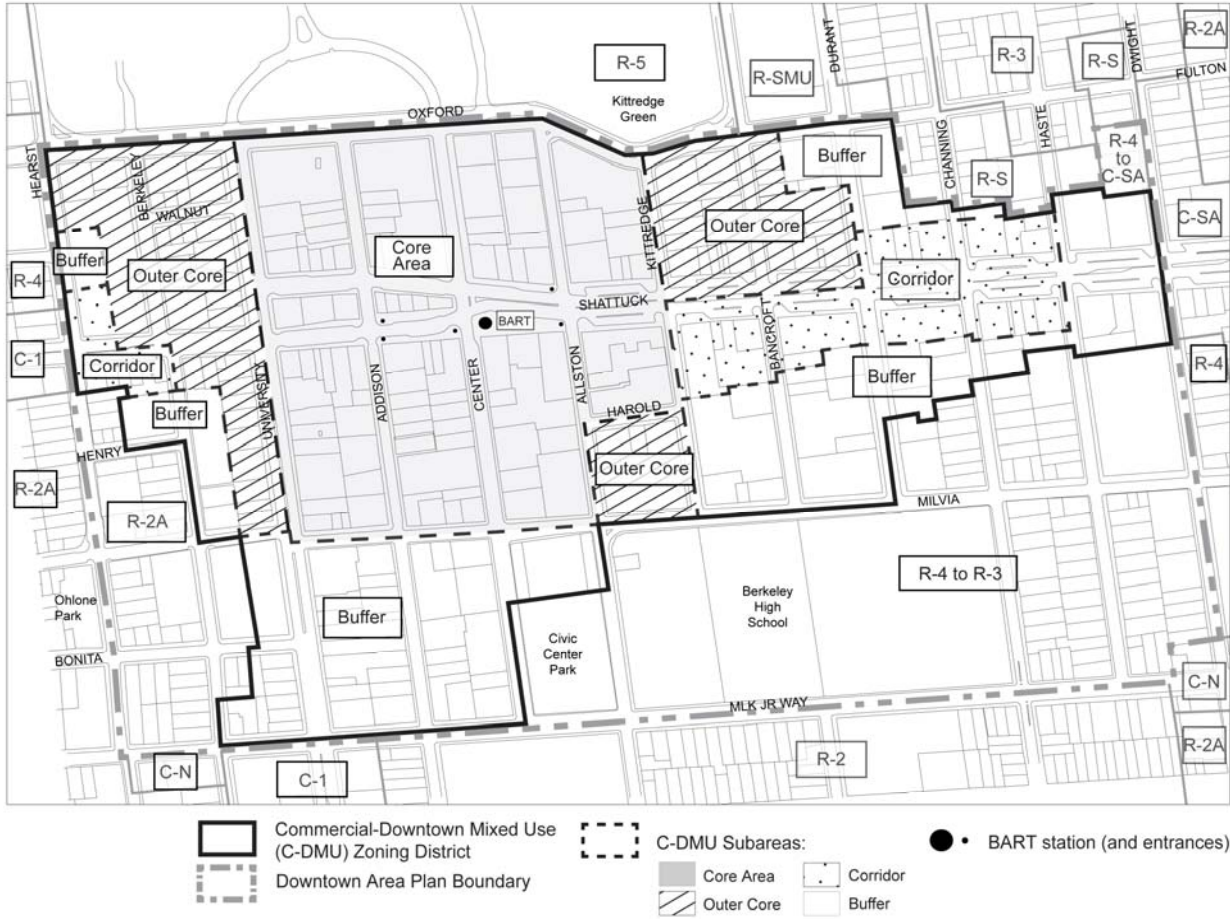 R-5
R-SMU
DURANT
R-3
R-S
DWIGHT
R-2A
FULTON
Kittredge
Green
OXFORD
HEARST
BERKELEY
WALNUT
Buffer
CHANNING
HASTE
R-4
to
C-SA
R-S
Outer Core
KITTREDGE
C-SA
Buffer
Outer Core
Core
Area
R-4
SHATTUCK
Corridor
BART
C-1
Corridor
BANCROFT
Buffer
R-4
Buffer
UNIVERSITY
ADDISON
CENTER
ALLSTON
HAROLD
Outer Core
HENRY
R-2A
R-2A
MILVIA
R-4 to R-3
Ohlone
Park
Buffer
Berkeley
High
School
Civic
Center
Park
BONITA
C-N
MLK JR WAY
C-N
C-1
R-2
R-2A
Commercial-Downtown Mixed Use
(C-DMU) Zoning District
Downtown Area Plan Boundary
C-DMU Subareas:
Core Area
Corridor
Outer Core
Buffer
BART station (and entrances)